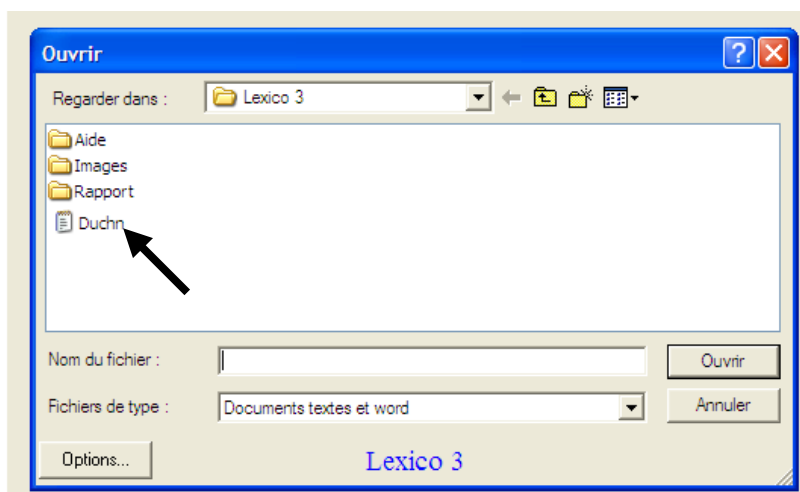 Ouvrir
Regarder dans : Lexico 3
Aide
Images
Rapport
Duchn
Nom du fichier : Ouvrir
Fichiers de type : Documents textes et word Annuler
Options... Lexico 3